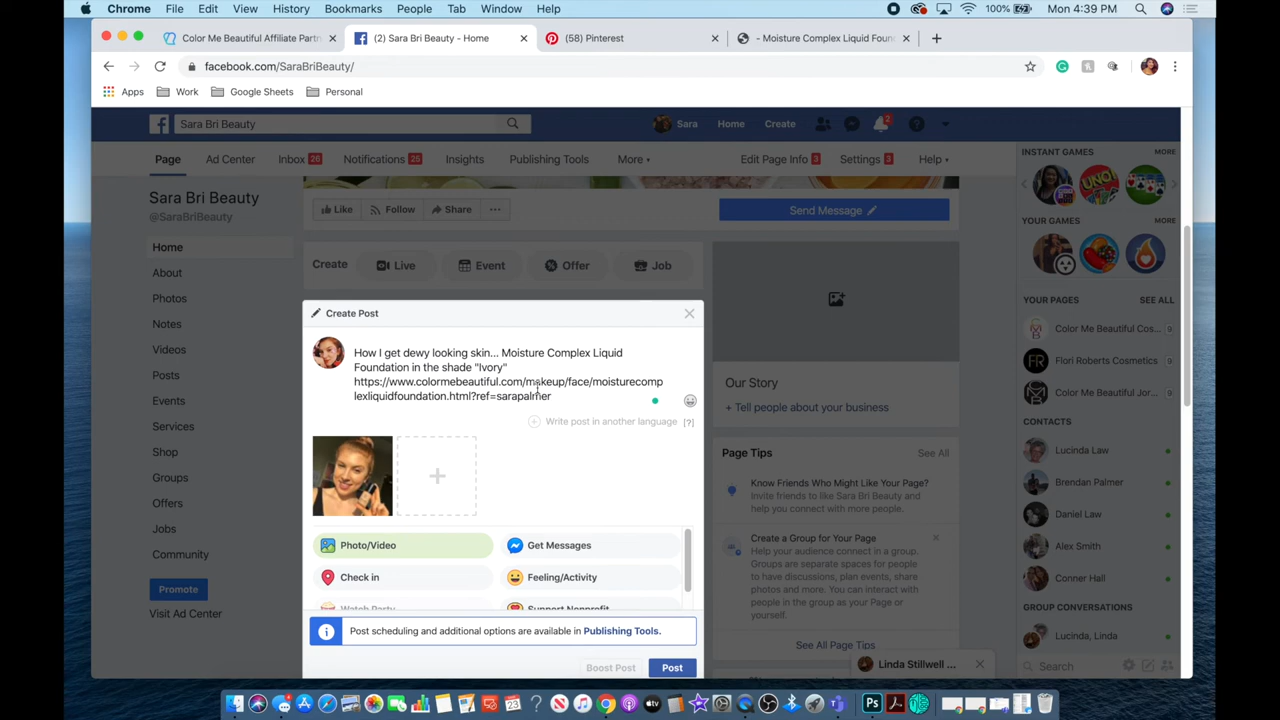 Chrome File Edit View History Bookmarks People Tab Window Help 100% Mon 4:39 PM
Color Me Beautiful Affiliate Partn (2) Sara Bri Beauty - Home (58) Pinterest - Moisture Complex Liquid Foun
facebook.com/SaraBriBeauty/
Apps Work Google Sheets Personal
Sara Bri Beauty Sara Home Create 2
Page Ad Center Inbox 26 Notifications 25 Insights Publishing Tools More Edit Page Info 3 Settings 3 Help
INSTANT GAMES MORE
Sara Bri Beauty
@SaraBriBeauty
Like Follow Share ... Send Message
YOUR GAMES MORE
Home
About
Photos
Notes
Videos
Posts
Events
Services
Shop
Groups
Offers
Jobs
Community
Promote
Visit Ad Center
Create Live Event Offer Job
Create Post
How I get dewy looking skin... Moisture Complex Liquid
Foundation in the shade "Ivory"
https://www.colormebeautiful.com/makeup/face/moisturecomp
lexliquidfoundation.html?ref=sarapalmer
Write post in another language [?]
Photo/Video Get Messages
Check in Feeling/Activity
Watch Party Support Nonprofit
Post scheduling and additional options are available in Publishing Tools.
Boost Post Post
Our Story
+ Tell people about your business
Page Tips See All
Know Friends Who Might Like Your Page?
Invite friends to like Sara Bri Beauty and
help you connect with more people.
Create a Group for Your Page
Gather your audience in a group.
Groups are separate spaces for people
to have discussions, plan events, share
photos, and more. You can interact
with people in the group as your Page or
yourself.
See All Page Tips
YOUR PAGES SEE ALL
Color Me Beautiful Cos... 9
FR Flori Roberts Cosmetics 9
Color Me Beautiful Jor... 9
CONTACTS
Lucinda Law
Brendan Palmer
Daniel Law
Alex Smith
Conner Hall
GROUP CONVERSATIONS
Lucinda, Linda
Linda Stilwell ...
Search